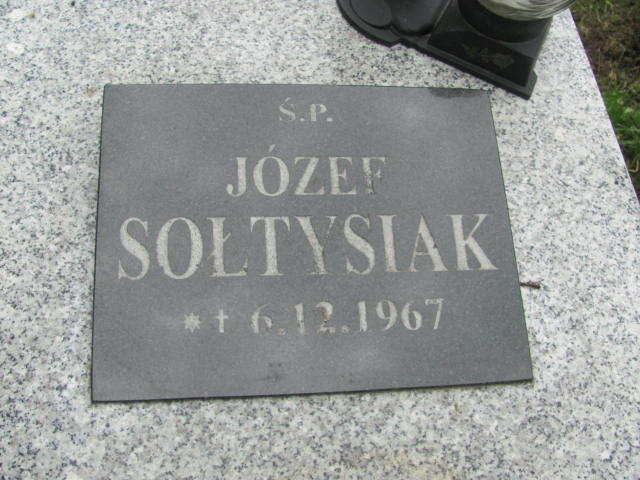 Ś.P.
JÓZEF
SOŁTYSIAK
* † 6.12.1967